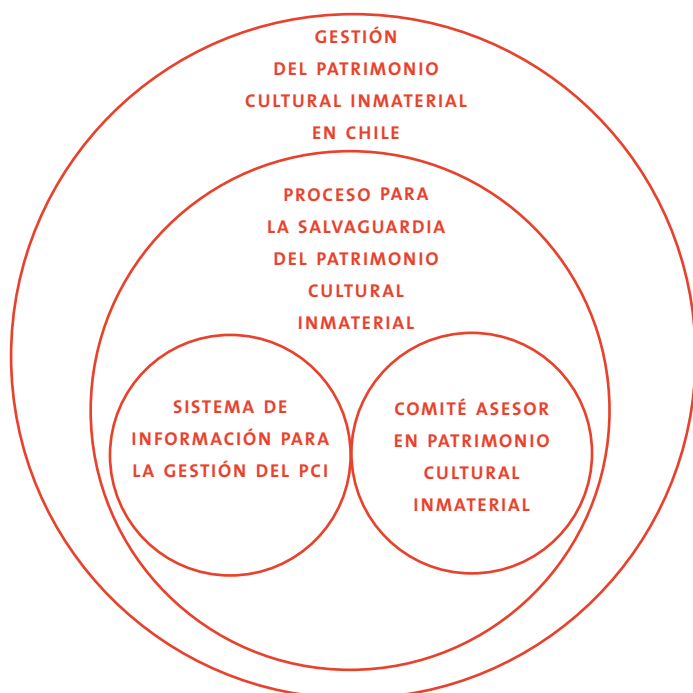 GESTIÓN
DEL PATRIMONIO
CULTURAL INMATERIAL
EN CHILE
PROCESO PARA
LA SALVAGUARDIA
DEL PATRIMONIO
CULTURAL
INMATERIAL
SISTEMA DE
INFORMACIÓN PARA
LA GESTIÓN DEL PCI
COMITÉ ASESOR
EN PATRIMONIO
CULTURAL
INMATERIAL